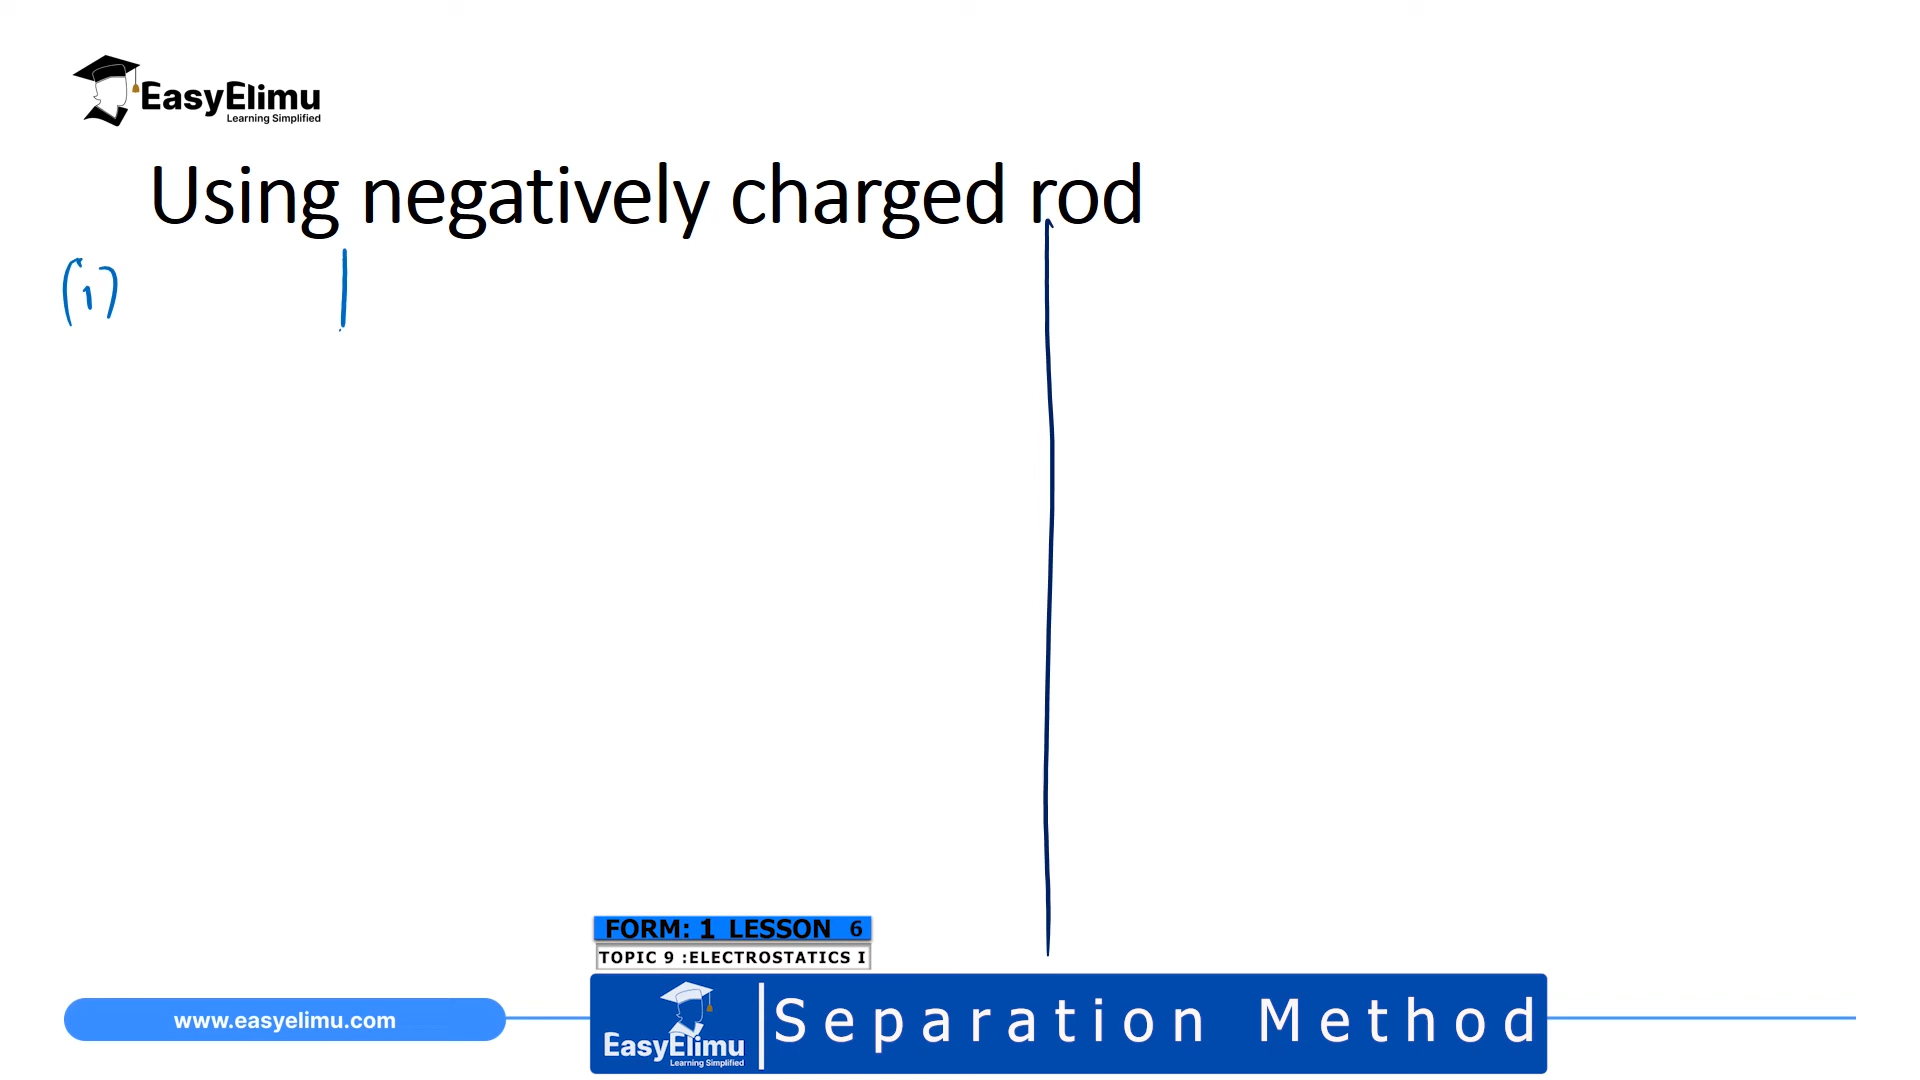 EasyElimu
Learning Simplified
Using negatively charged rod
(1)
FORM: 1 LESSON 6
TOPIC 9 :ELECTROSTATICS I
www.easyelimu.com
EasyElimu
Learning Simplified
Separation Method